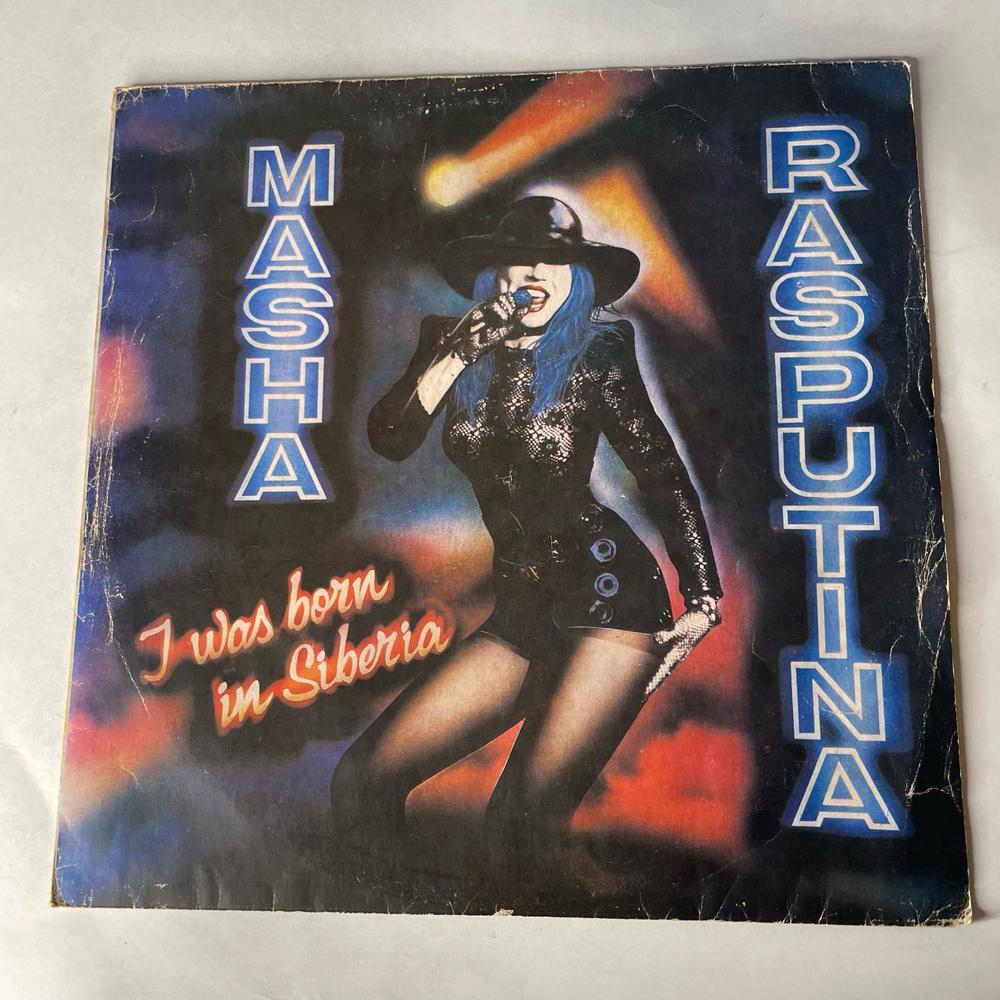 MASHA
RASPUTINA
I was born
in Siberia